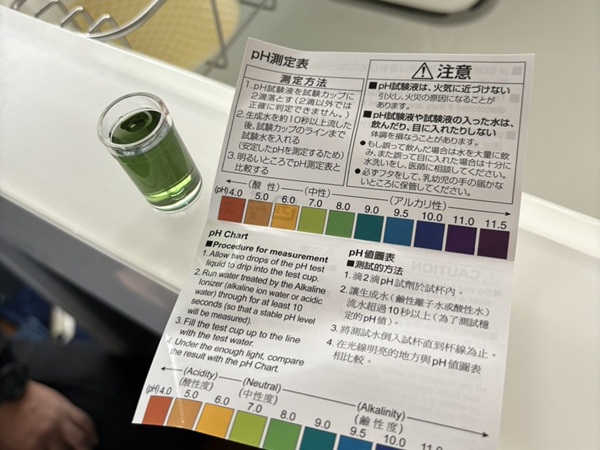 pH測定表
測定方法
1.pH試験液を試験カップに
2滴落とす(2滴以外では
正確に判定できません。)
2.生成水を約10秒以上流した
後、試験カップのラインまで
試験水を入れる
(安定したpHを測定するため)
3.明るいところでpH測定表と
比較する
注意
■pH試験液は、火気に近づけない
引火し、火災の原因になることが
あります。
■pH試験液や試験液の入った水は、
飲んだり、目に入れたりしない
体調を損なうことがあります。
●もし誤って飲んだ場合は水を大量に飲
み、また誤って目に入れた場合は十分に
水洗いをし、医師に相談してください。
●必ずフタをして、乳幼児の手の届かな
いところに保管してください。
(酸性)
(中性)
(アルカリ性)
pH4.0 5.0 6.0 7.0 8.0 9.0 9.5 10.0 11.0 11.5
pH Chart
■Procedure for measurement
1.Allow two drops of the pH test
liquid to drip into the test cup.
2.Run water treated by the Alkaline
Ionizer (alkaline ion water or acidic
water) through for at least 10
seconds (so that a stable pH level
will be measured).
3.Fill the test cup up to the line
with the test water.
4.Under the enough light, compare
the result with the pH Chart.
pH値圖表
■測試的方法
1.滴2滴pH試劑於試杯內。
2.讓生成水(鹼性離子水或酸性水)
流水超過10秒以上(為了測試穩
定的pH値)。
3.將測試水倒入試杯直到杯線為止。
4.在光線明亮的地方與pH値圖表
相比較。
(Acidity)
(酸性度)
(Neutral)
(中性度)
(Alkalinity)
(鹼性度)
(pH)4.0 5.0 6.0 7.0 8.0 9.0 9.5 10.0 11.0